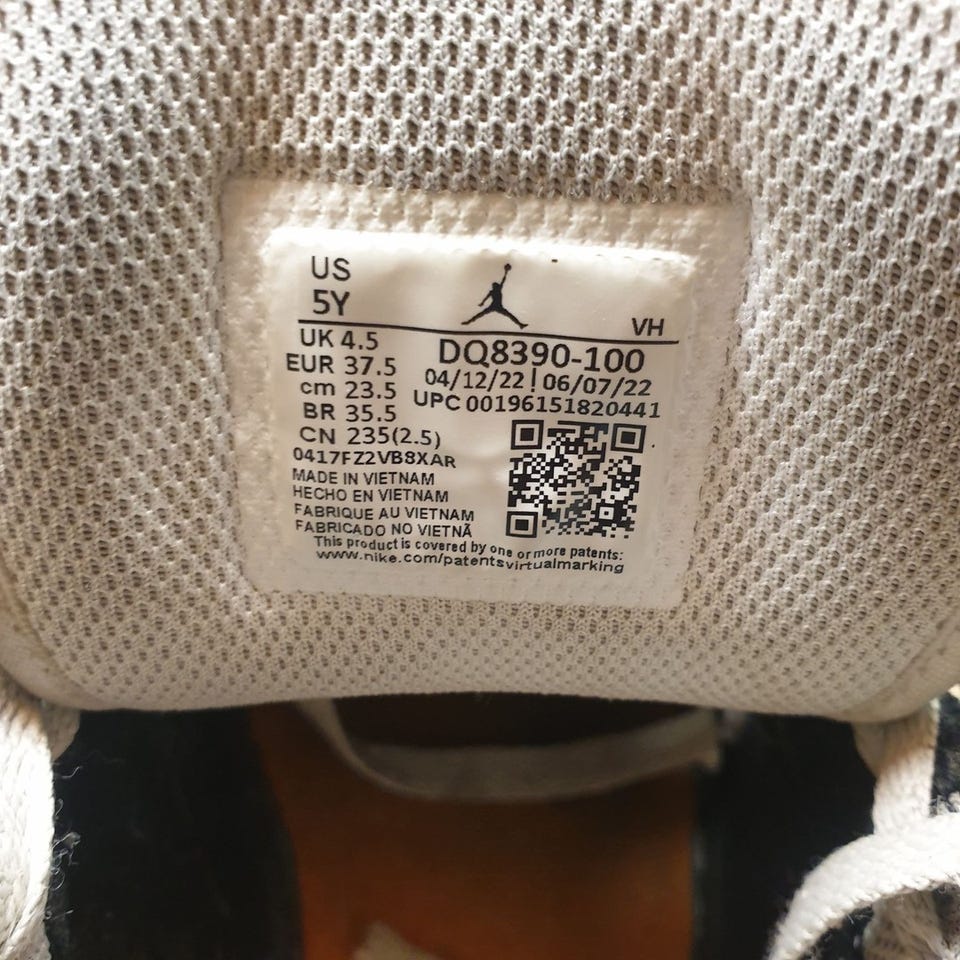 US
5Y
VH
UK 4.5
EUR 37.5
cm 23.5
BR 35.5
CN 235(2.5)
DQ8390-100
04/12/22 | 06/07/22
UPC 00196151820441
0417FZ2VB8XAR
MADE IN VIETNAM
HECHO EN VIETNAM
FABRIQUE AU VIETNAM
FABRICADO NO VIETNÃ
This product is covered by one or more patents:
www.nike.com/patentsvirtualmarking